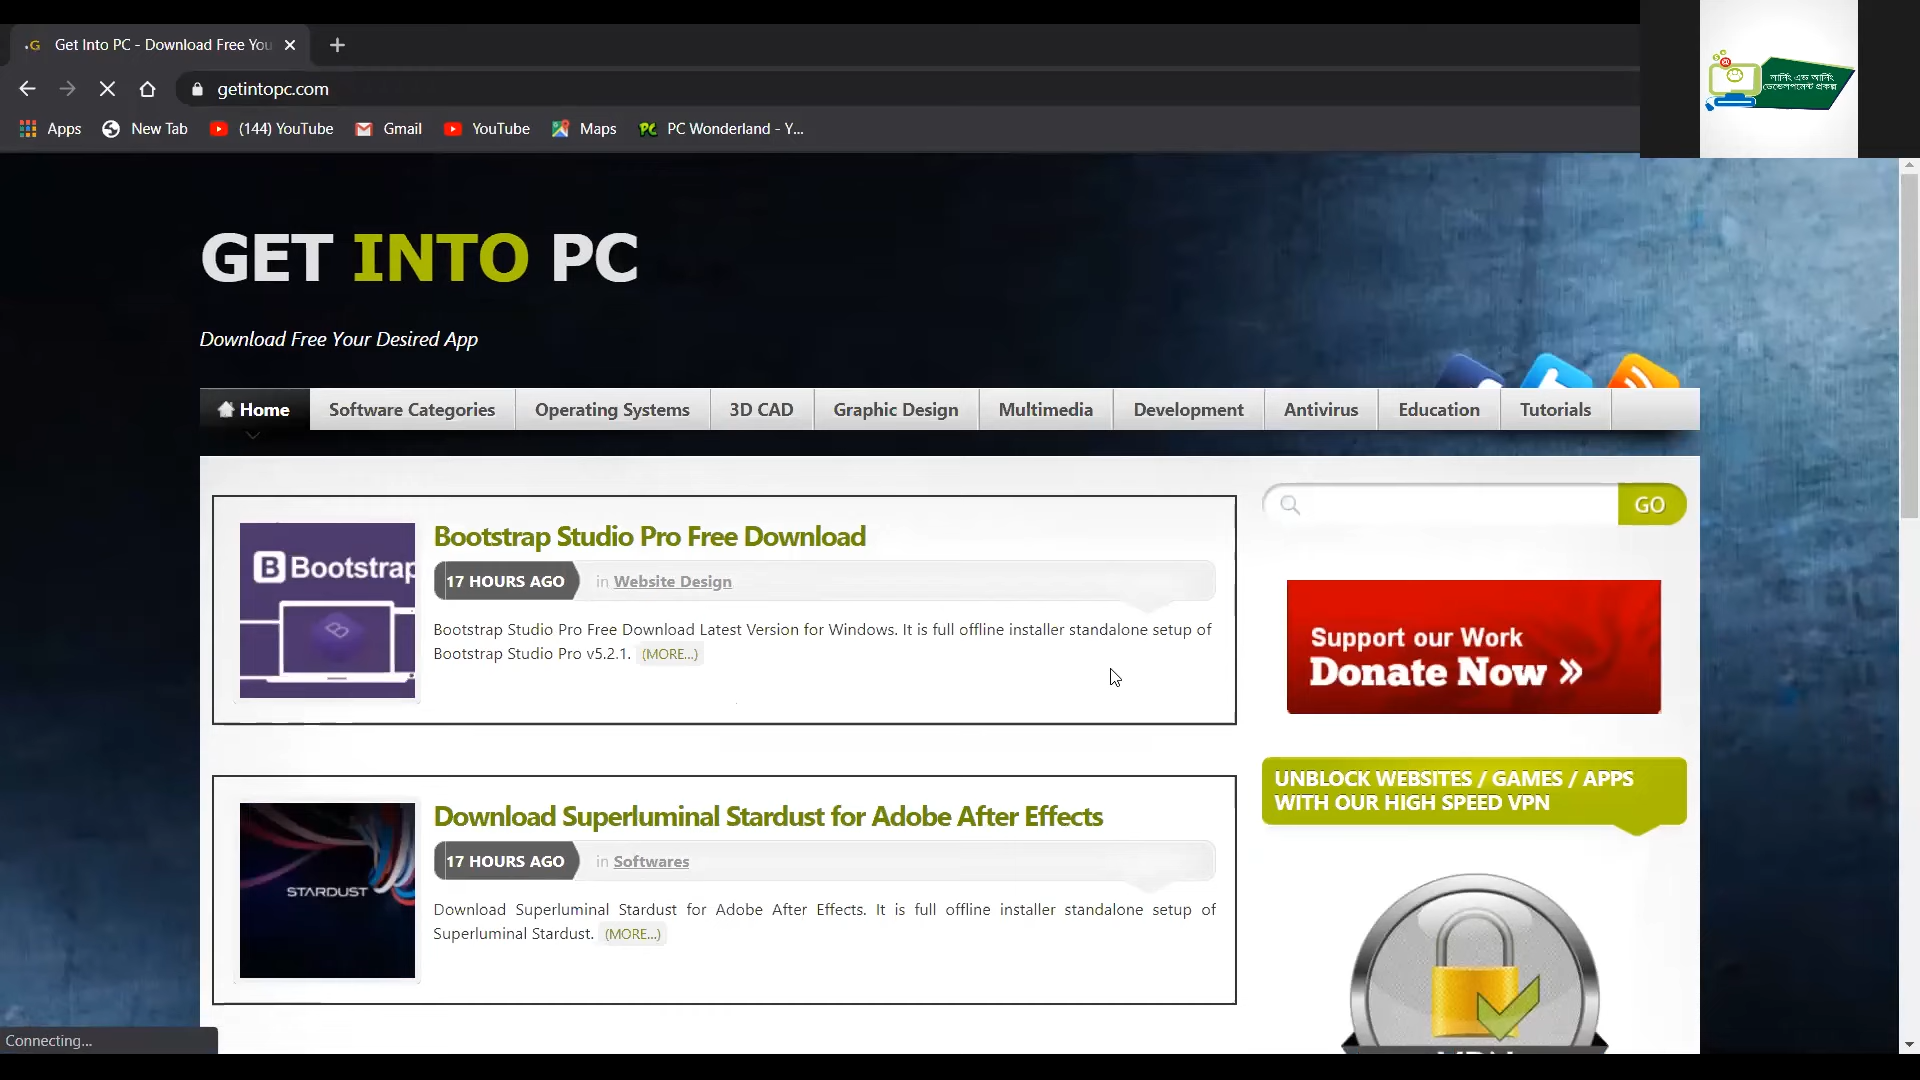 Get Into PC - Download Free You
getintopc.com
Apps
New Tab
(144) YouTube
Gmail
YouTube
Maps
PC
PC Wonderland - Y...
লার্নিং এন্ড আর্নিং
ডেভেলপমেন্ট প্রকল্প
GET INTO PC
Download Free Your Desired App
Home
Software Categories
Operating Systems
3D CAD
Graphic Design
Multimedia
Development
Antivirus
Education
Tutorials
GO
B Bootstrap
Bootstrap Studio Pro Free Download
17 HOURS AGO in Website Design
Bootstrap Studio Pro Free Download Latest Version for Windows. It is full offline installer standalone setup of
Bootstrap Studio Pro v5.2.1. (MORE...)
Support our Work
Donate Now »
UNBLOCK WEBSITES / GAMES / APPS
WITH OUR HIGH SPEED VPN
STARDUST
Download Superluminal Stardust for Adobe After Effects
17 HOURS AGO in Softwares
Download Superluminal Stardust for Adobe After Effects. It is full offline installer standalone setup of
Superluminal Stardust. (MORE...)
Connecting...